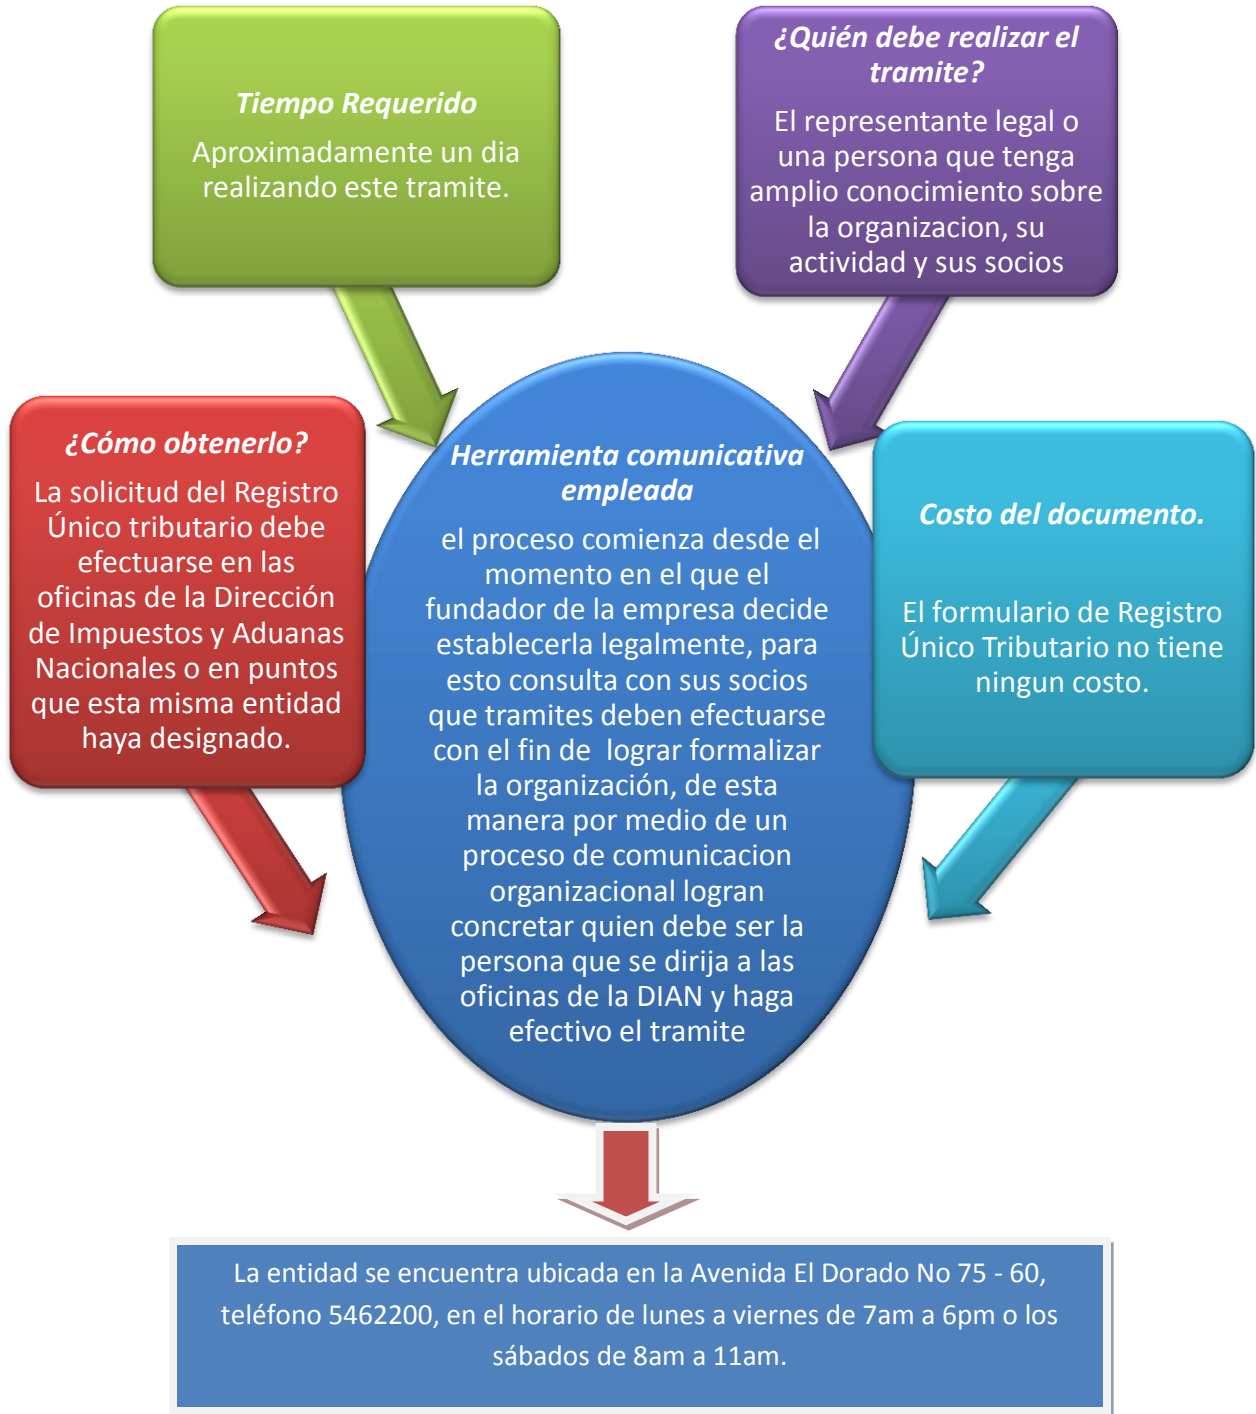 Tiempo Requerido
Aproximadamente un dia
realizando este tramite.
¿Quién debe realizar el
tramite?
El representante legal o
una persona que tenga
amplio conocimiento sobre
la organizacion, su
actividad y sus socios
¿Cómo obtenerlo?
La solicitud del Registro
Único tributario debe
efectuarse en las
oficinas de la Dirección
de Impuestos y Aduanas
Nacionales o en puntos
que esta misma entidad
haya designado.
Herramienta comunicativa
empleada
el proceso comienza desde el
momento en el que el
fundador de la empresa decide
establecerla legalmente, para
esto consulta con sus socios
que tramites deben efectuarse
con el fin de lograr formalizar
la organización, de esta
manera por medio de un
proceso de comunicacion
organizacional logran
concretar quien debe ser la
persona que se dirija a las
oficinas de la DIAN y haga
efectivo el tramite
Costo del documento.
El formulario de Registro
Único Tributario no tiene
ningun costo.
La entidad se encuentra ubicada en la Avenida El Dorado No 75 - 60,
teléfono 5462200, en el horario de lunes a viernes de 7am a 6pm o los
sábados de 8am a 11am.